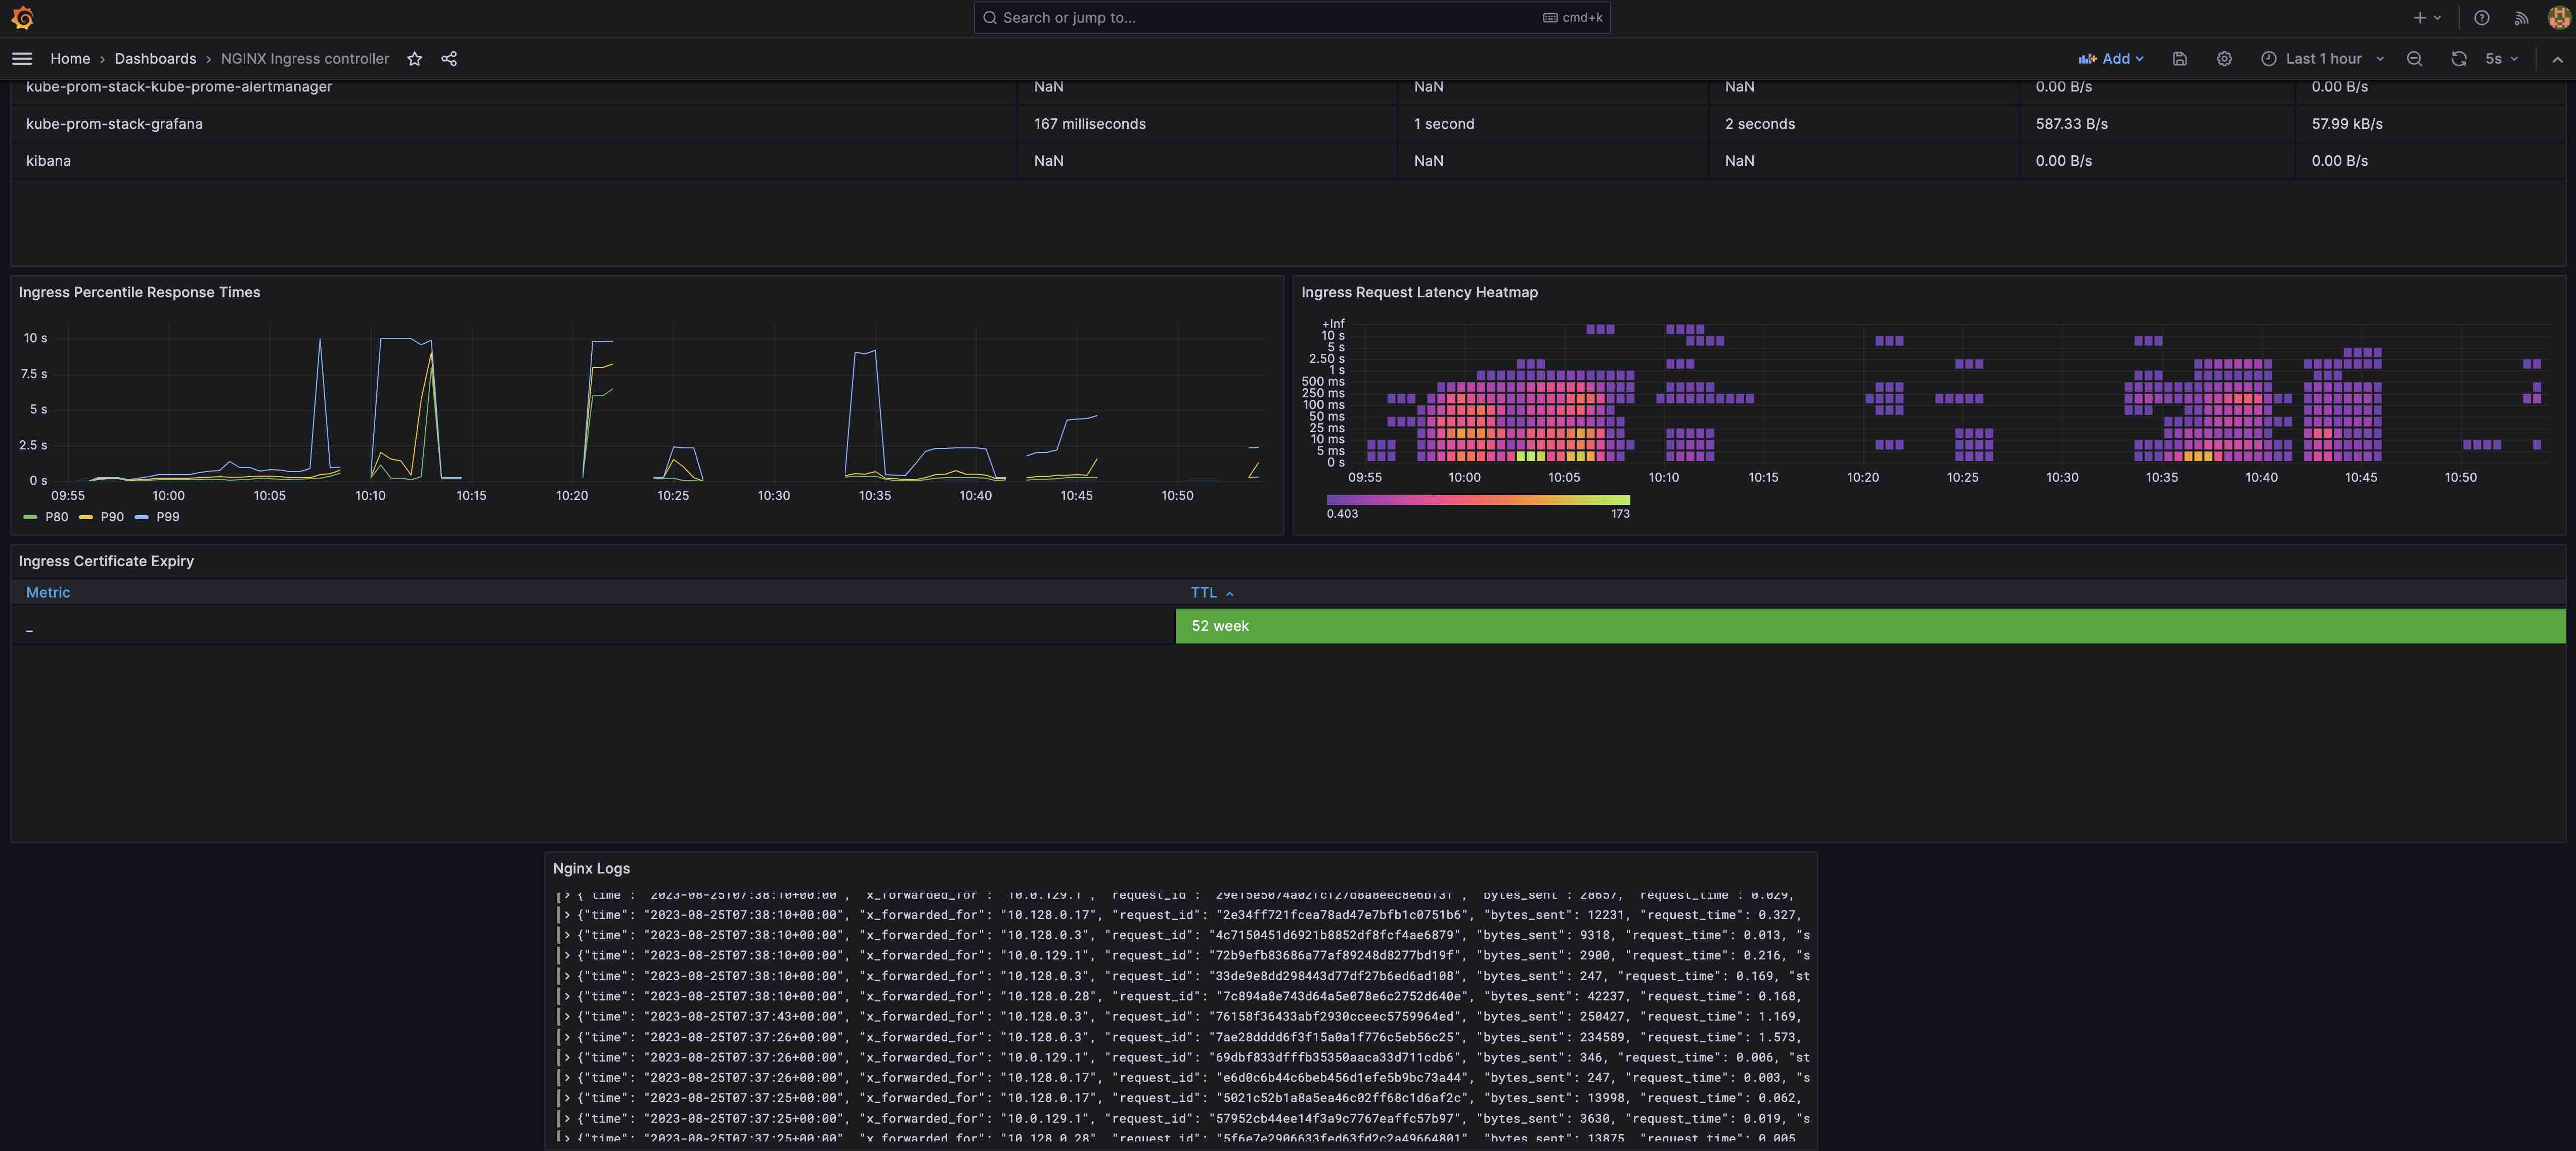 Search or jump to... cmd+k
Home › Dashboards › NGINX Ingress controller Add Last 1 hour 5s
kube-prom-stack-kube-prome-alertmanager NaN NaN NaN 0.00 B/s 0.00 B/s
kube-prom-stack-grafana 167 milliseconds 1 second 2 seconds 587.33 B/s 57.99 kB/s
kibana NaN NaN NaN 0.00 B/s 0.00 B/s
Ingress Percentile Response Times
10 s
7.5 s
5 s
2.5 s
0 s
09:55 10:00 10:05 10:10 10:15 10:20 10:25 10:30 10:35 10:40 10:45 10:50
P80 P90 P99
Ingress Request Latency Heatmap
+Inf
10 s
5 s
2.50 s
1 s
500 ms
250 ms
100 ms
50 ms
25 ms
10 ms
5 ms
0 s
09:55 10:00 10:05 10:10 10:15 10:20 10:25 10:30 10:35 10:40 10:45 10:50
0.403 173
Ingress Certificate Expiry
Metric TTL
_ 52 week
Nginx Logs
> {"time": "2023-08-25T07:38:10+00:00", "x_forwarded_for": "10.0.129.1", "request_id": "29e15e5074a02fcf27d8a8eec8e6bf3f", "bytes_sent": 28657, "request_time": 0.029,
> {"time": "2023-08-25T07:38:10+00:00", "x_forwarded_for": "10.128.0.17", "request_id": "2e34ff721fcea78ad47e7bfb1c0751b6", "bytes_sent": 12231, "request_time": 0.327,
> {"time": "2023-08-25T07:38:10+00:00", "x_forwarded_for": "10.128.0.3", "request_id": "4c7150451d6921b8852df8fcf4ae6879", "bytes_sent": 9318, "request_time": 0.013, "s
> {"time": "2023-08-25T07:38:10+00:00", "x_forwarded_for": "10.0.129.1", "request_id": "72b9efb83686a77af89248d8277bd19f", "bytes_sent": 2900, "request_time": 0.216, "s
> {"time": "2023-08-25T07:38:10+00:00", "x_forwarded_for": "10.128.0.3", "request_id": "33de9e8dd298443d77df27b6ed6ad108", "bytes_sent": 247, "request_time": 0.169, "st
> {"time": "2023-08-25T07:38:10+00:00", "x_forwarded_for": "10.128.0.28", "request_id": "7c894a8e743d64a5e078e6c2752d640e", "bytes_sent": 42237, "request_time": 0.168,
> {"time": "2023-08-25T07:37:43+00:00", "x_forwarded_for": "10.128.0.3", "request_id": "76158f36433abf2930cceec5759964ed", "bytes_sent": 250427, "request_time": 1.169,
> {"time": "2023-08-25T07:37:26+00:00", "x_forwarded_for": "10.128.0.3", "request_id": "7ae28dddd6f3f15a0a1f776c5eb56c25", "bytes_sent": 234589, "request_time": 1.573,
> {"time": "2023-08-25T07:37:26+00:00", "x_forwarded_for": "10.0.129.1", "request_id": "69dbf833dfffb35350aaca33d711cdb6", "bytes_sent": 346, "request_time": 0.006, "st
> {"time": "2023-08-25T07:37:26+00:00", "x_forwarded_for": "10.128.0.17", "request_id": "e6d0c6b44c6beb456d1efe5b9bc73a44", "bytes_sent": 247, "request_time": 0.003, "s
> {"time": "2023-08-25T07:37:25+00:00", "x_forwarded_for": "10.128.0.17", "request_id": "5021c52b1a8a5ea46c02ff68c1d6af2c", "bytes_sent": 13998, "request_time": 0.062,
> {"time": "2023-08-25T07:37:25+00:00", "x_forwarded_for": "10.0.129.1", "request_id": "57952cb44ee14f3a9c7767eaffc57b97", "bytes_sent": 3630, "request_time": 0.019, "s
> {"time": "2023-08-25T07:37:25+00:00", "x_forwarded_for": "10.128.0.28", "request_id": "5f6e7e2906633fed63fd2c2a49664801", "bytes_sent": 13875, "request_time": 0.005,